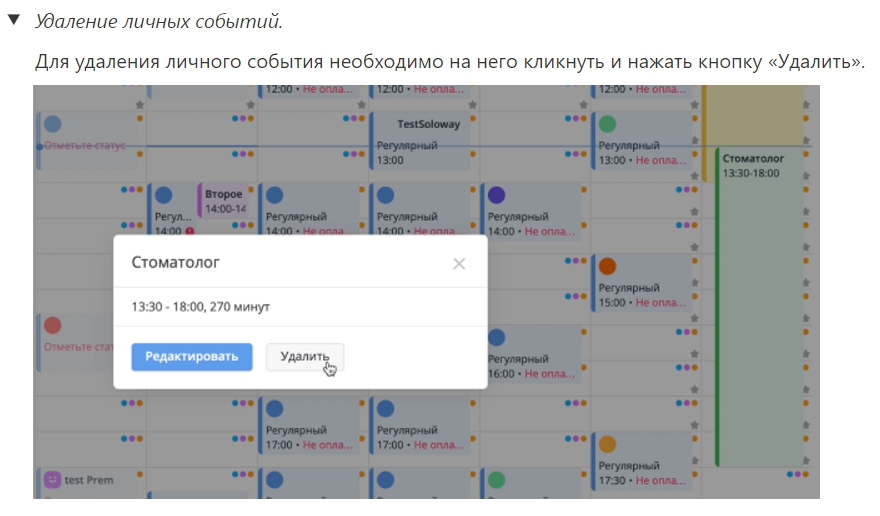 Удаление личных событий.
Для удаления личного события необходимо на него кликнуть и нажать кнопку «Удалить».
12:00 • Не опла...
12:00 • Не опла...
12:00 • Не опла...
Отметьте статус
TestSoloway
Регулярный
13:00
Регулярный
13:00 • Не опла...
Стоматолог
13:30-18:00
Регул...
14:00
Второе
14:00-14
Регулярный
14:00 • Не опла...
Регулярный
14:00 • Не опла...
Регулярный
14:00 • Не опла...
Стоматолог
13:30 - 18:00, 270 минут
Редактировать
Удалить
Регулярный
15:00 • Не опла...
Отметьте ста
Регулярный
16:00 • Не опла...
Регулярный
17:00 • Не опла...
Регулярный
17:00 • Не опла...
Регулярный
17:30 • Не опла...
test Prem